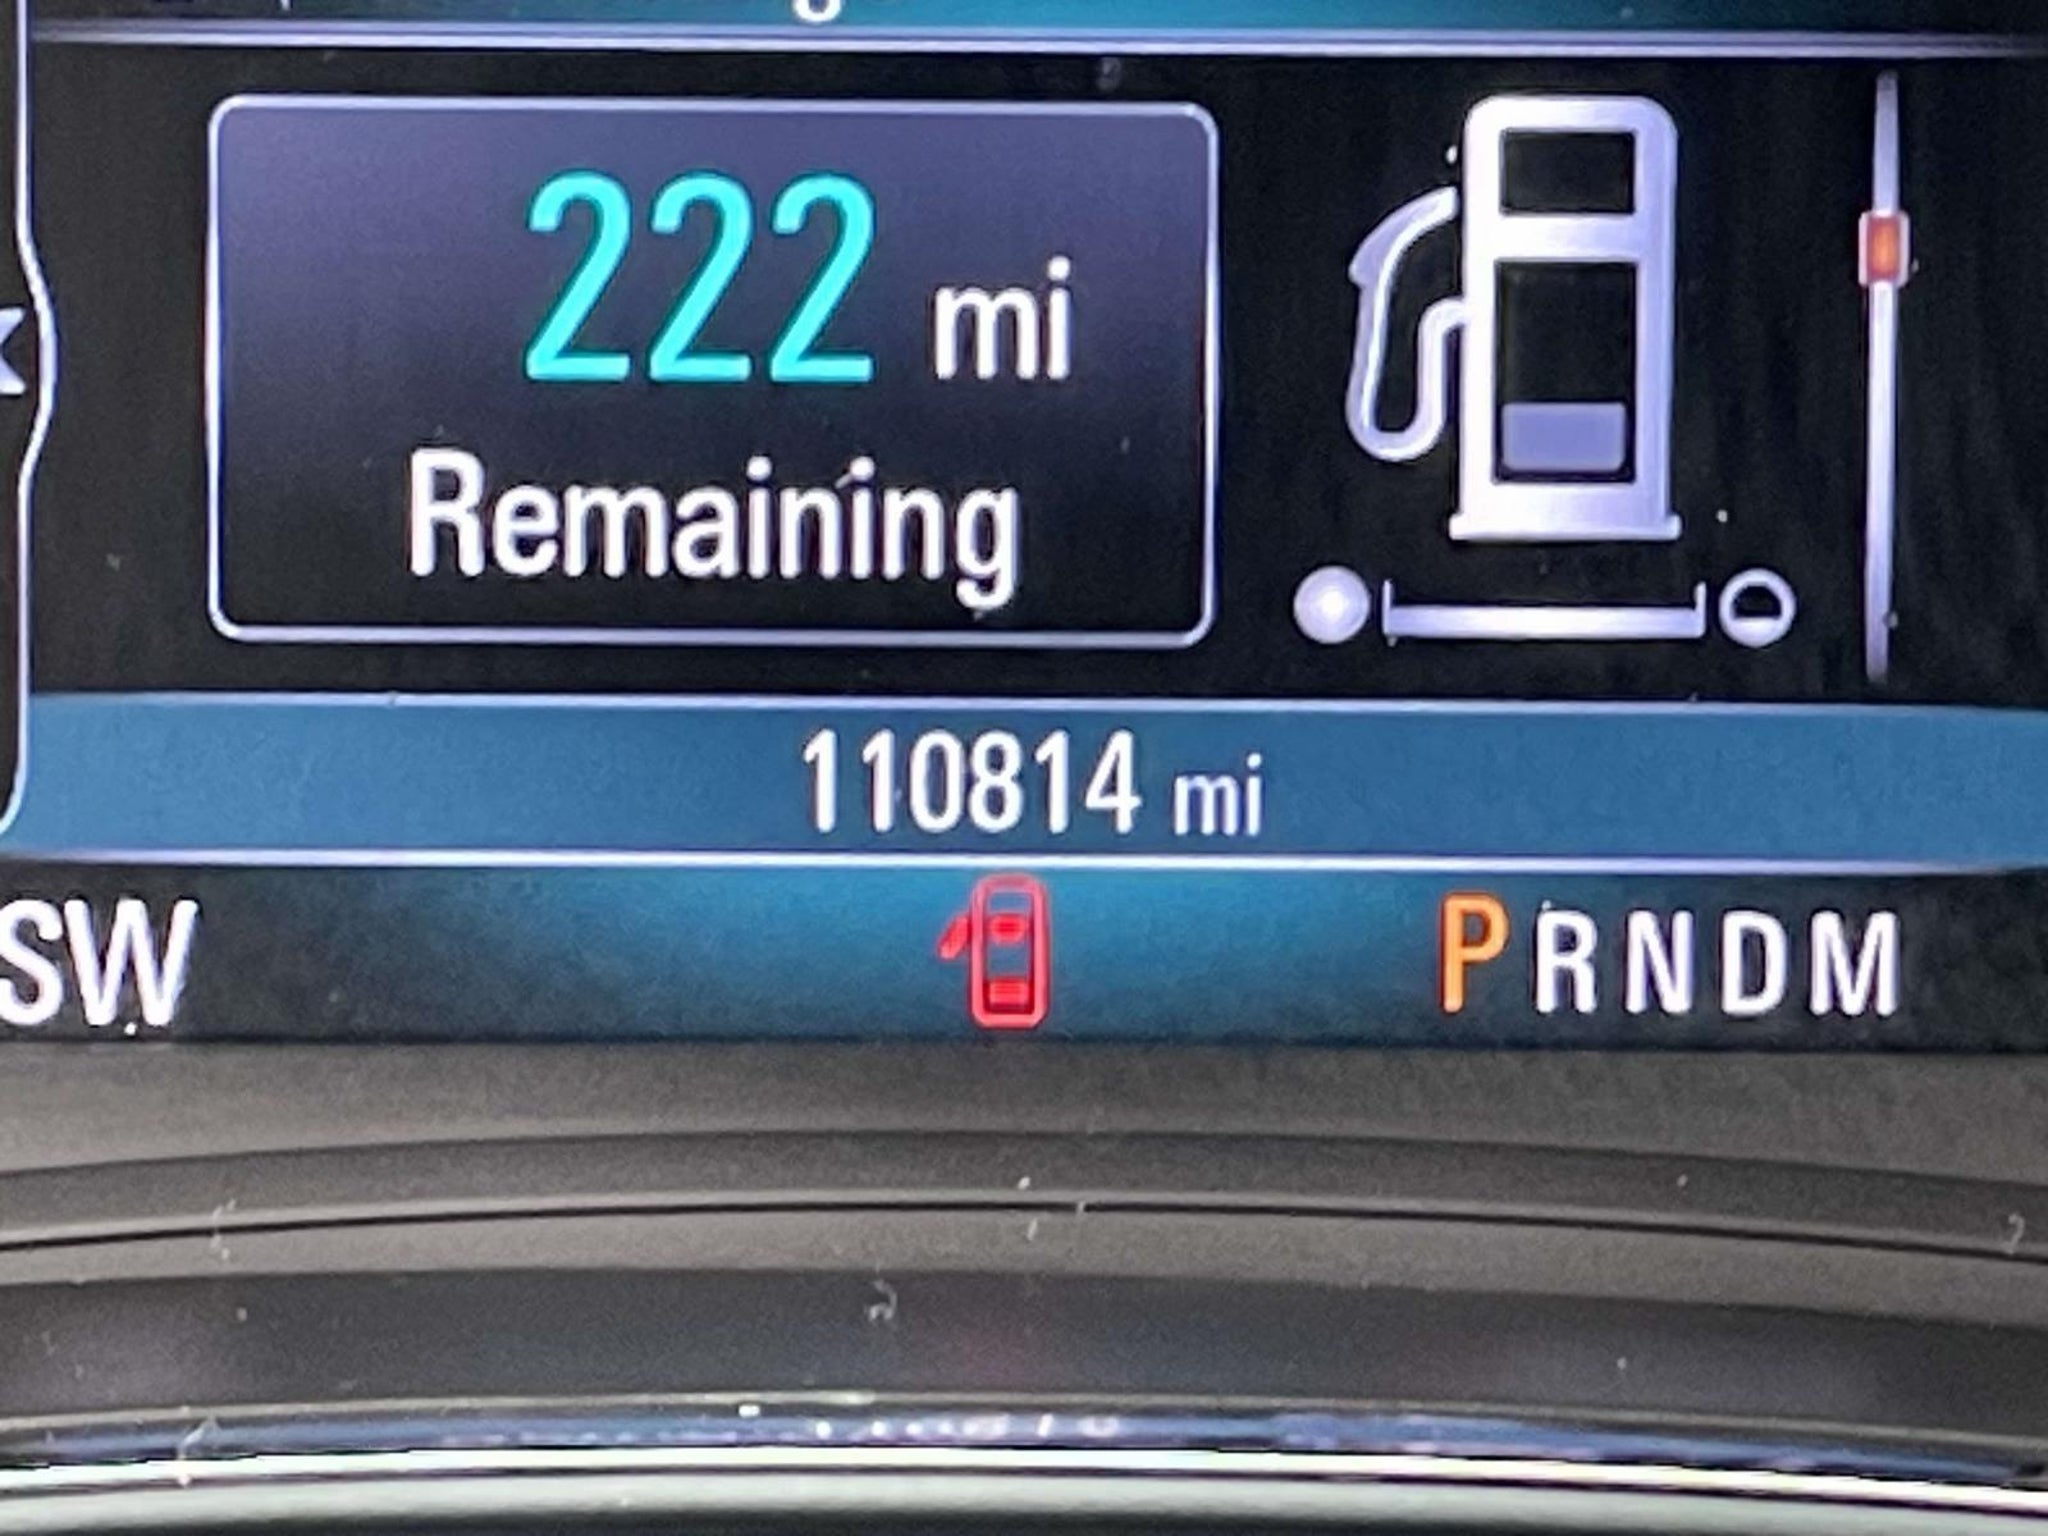 222 mi
Remaining
110814 mi
SW
PRNDM